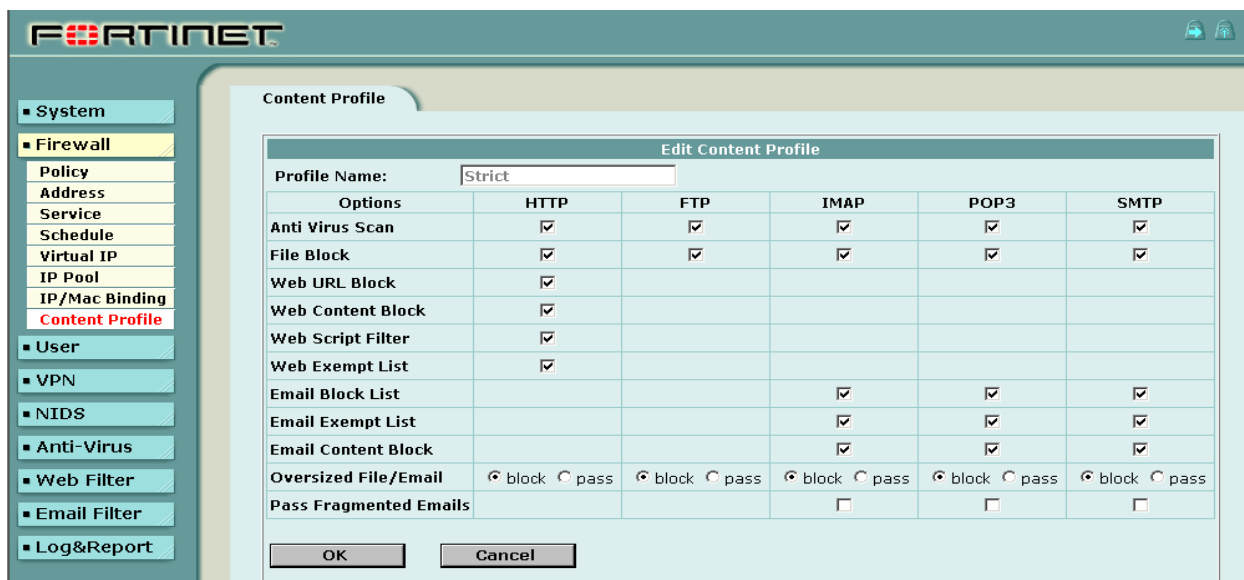 FORTINET
System
Firewall
Policy
Address
Service
Schedule
Virtual IP
IP Pool
IP/Mac Binding
Content Profile
User
VPN
NIDS
Anti-Virus
Web Filter
Email Filter
Log&Report
Content Profile
Edit Content Profile
Profile Name: Strict
Options HTTP FTP IMAP POP3 SMTP
Anti Virus Scan
File Block
Web URL Block
Web Content Block
Web Script Filter
Web Exempt List
Email Block List
Email Exempt List
Email Content Block
Oversized File/Email block pass block pass block pass block pass block pass
Pass Fragmented Emails
OK Cancel